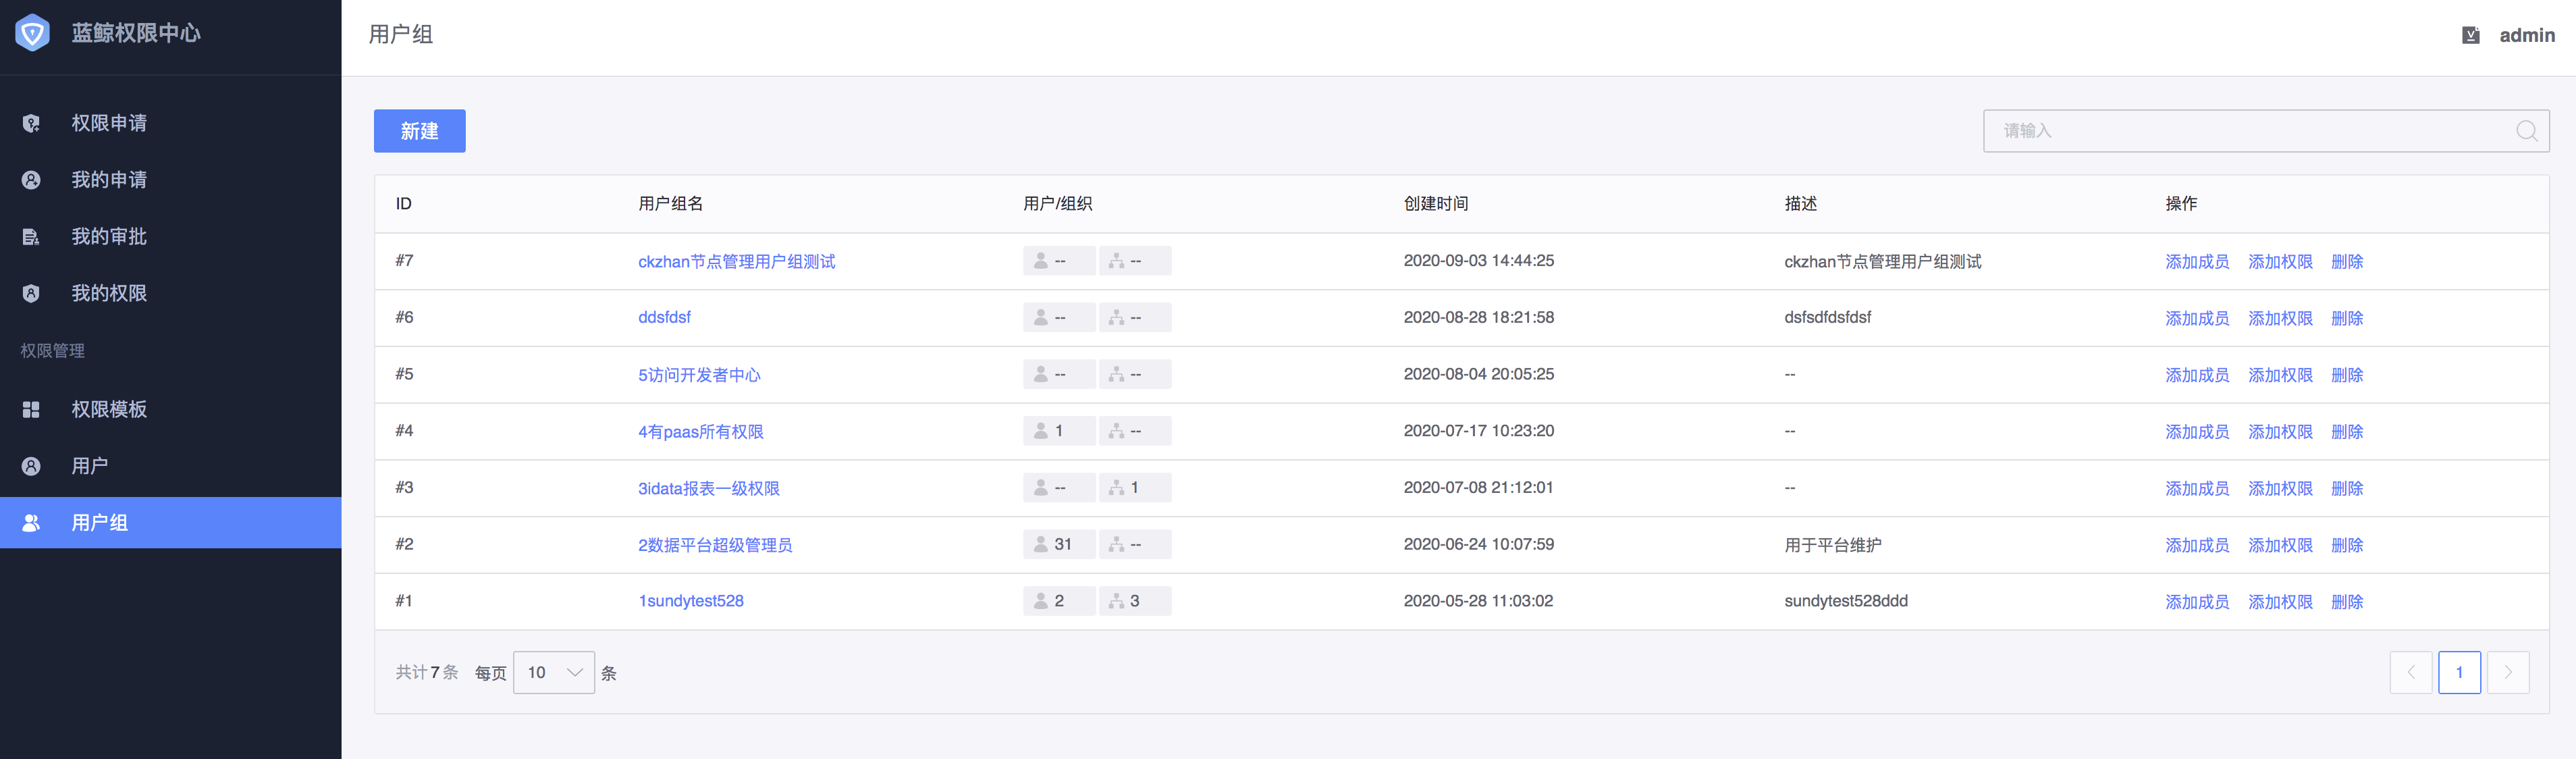 蓝鲸权限中心
用户组
admin
权限申请
我的申请
我的审批
我的权限
权限管理
权限模板
用户
用户组
新建
请输入
ID 用户组名 用户/组织 创建时间 描述 操作
#7 ckzhan节点管理用户组测试 -- -- 2020-09-03 14:44:25 ckzhan节点管理用户组测试 添加成员 添加权限 删除
#6 ddsfdsf -- -- 2020-08-28 18:21:58 dsfsdfdsfdsf 添加成员 添加权限 删除
#5 5访问开发者中心 -- -- 2020-08-04 20:05:25 -- 添加成员 添加权限 删除
#4 4有paas所有权限 1 -- 2020-07-17 10:23:20 -- 添加成员 添加权限 删除
#3 3idata报表一级权限 -- 1 2020-07-08 21:12:01 -- 添加成员 添加权限 删除
#2 2数据平台超级管理员 31 -- 2020-06-24 10:07:59 用于平台维护 添加成员 添加权限 删除
#1 1sundytest528 2 3 2020-05-28 11:03:02 sundytest528ddd 添加成员 添加权限 删除
共计7条 每页 10 条 1